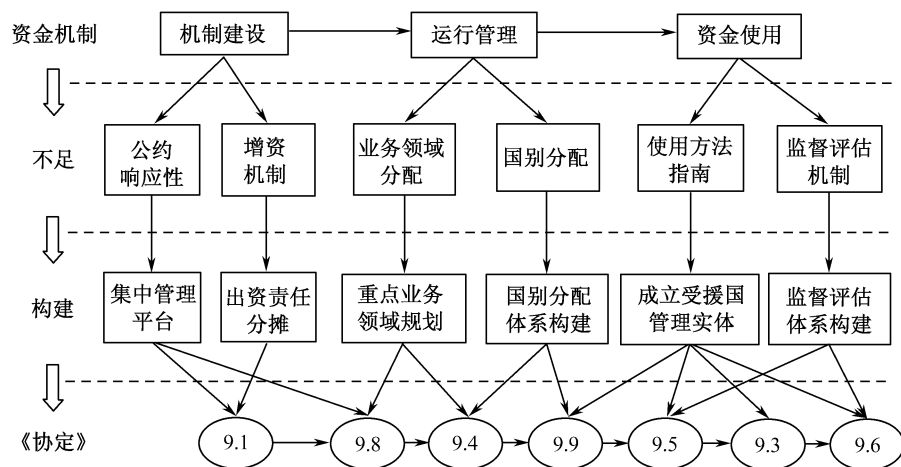 资金机制
机制建设
运行管理
资金使用
不足
公约
响应性
增资
机制
业务领域
分配
国别分配
使用方法
指南
监督评估
机制
构建
集中管理
平台
出资责任
分摊
重点业务
领域规划
国别分配
体系构建
成立受援国
管理实体
监督评估
体系构建
《协定》
9.1
9.8
9.4
9.9
9.5
9.3
9.6